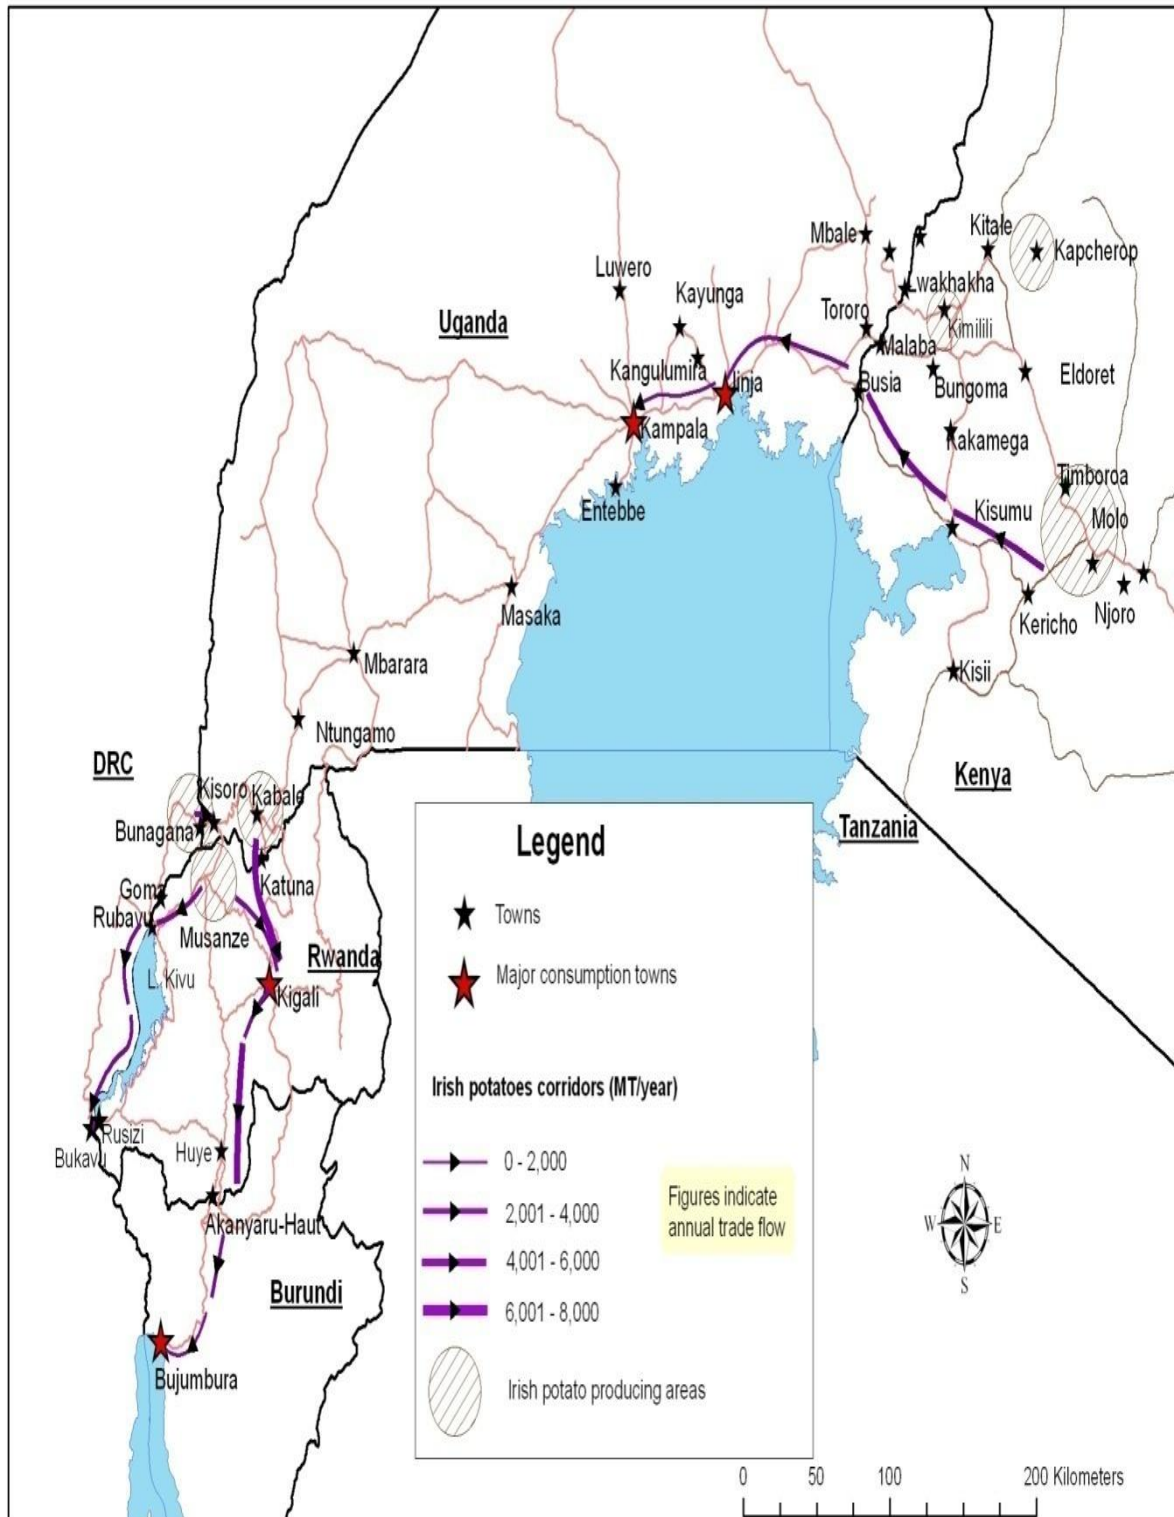 Kitale
Mbale
Kapcherop
Luwero
Lwakhakha
Kayunga
Uganda
Tororo
Kimilili
Malaba
Kangulumira
Jinja
Busia
Bungoma
Eldoret
Kampala
Kakamega
Timboroa
Entebbe
Kisumu
Molo
Masaka
Kericho
Njoro
Mbarara
Kisii
Ntungamo
DRC
Kenya
Kisoro
Kabale
Bunagana
Tanzania
Goma
Katuna
Rubavu
Musanze
Rwanda
L. Kivu
Kigali
Rusizi
Bukavu
Huye
Akanyaru-Haut
Burundi
Bujumbura
Legend
Towns
Major consumption towns
Irish potatoes corridors (MT/year)
0 - 2,000
2,001 - 4,000
4,001 - 6,000
6,001 - 8,000
Figures indicate
annual trade flow
Irish potato producing areas
N
W
E
S
0 50 100 200 Kilometers